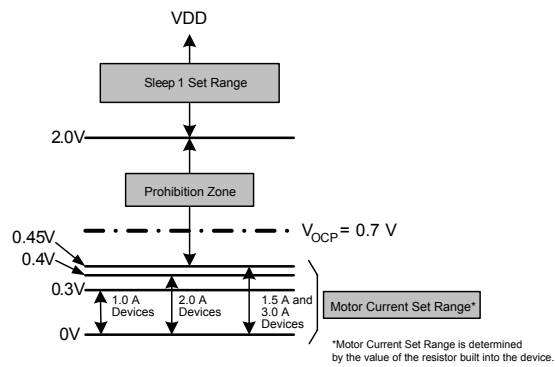 VDD
Sleep 1 Set Range
2.0V
Prohibition Zone
VOCP = 0.7 V
0.45V
0.4V
0.3V
1.0 A
Devices
2.0 A
Devices
1.5 A and
3.0 A
Devices
Motor Current Set Range*
0V
*Motor Current Set Range is determined
by the value of the resistor built into the device.